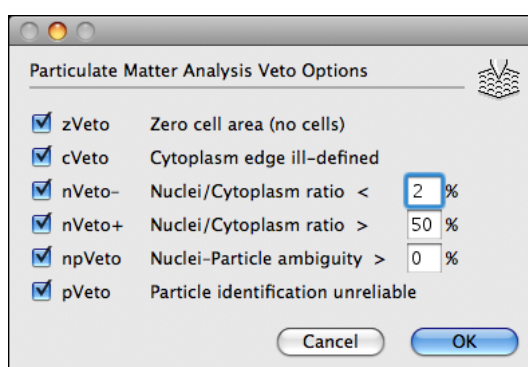 Particulate Matter Analysis Veto Options
zVeto Zero cell area (no cells)
cVeto Cytoplasm edge ill-defined
nVeto- Nuclei/Cytoplasm ratio < 2 %
nVeto+ Nuclei/Cytoplasm ratio > 50 %
npVeto Nuclei-Particle ambiguity > 0 %
pVeto Particle identification unreliable
Cancel OK